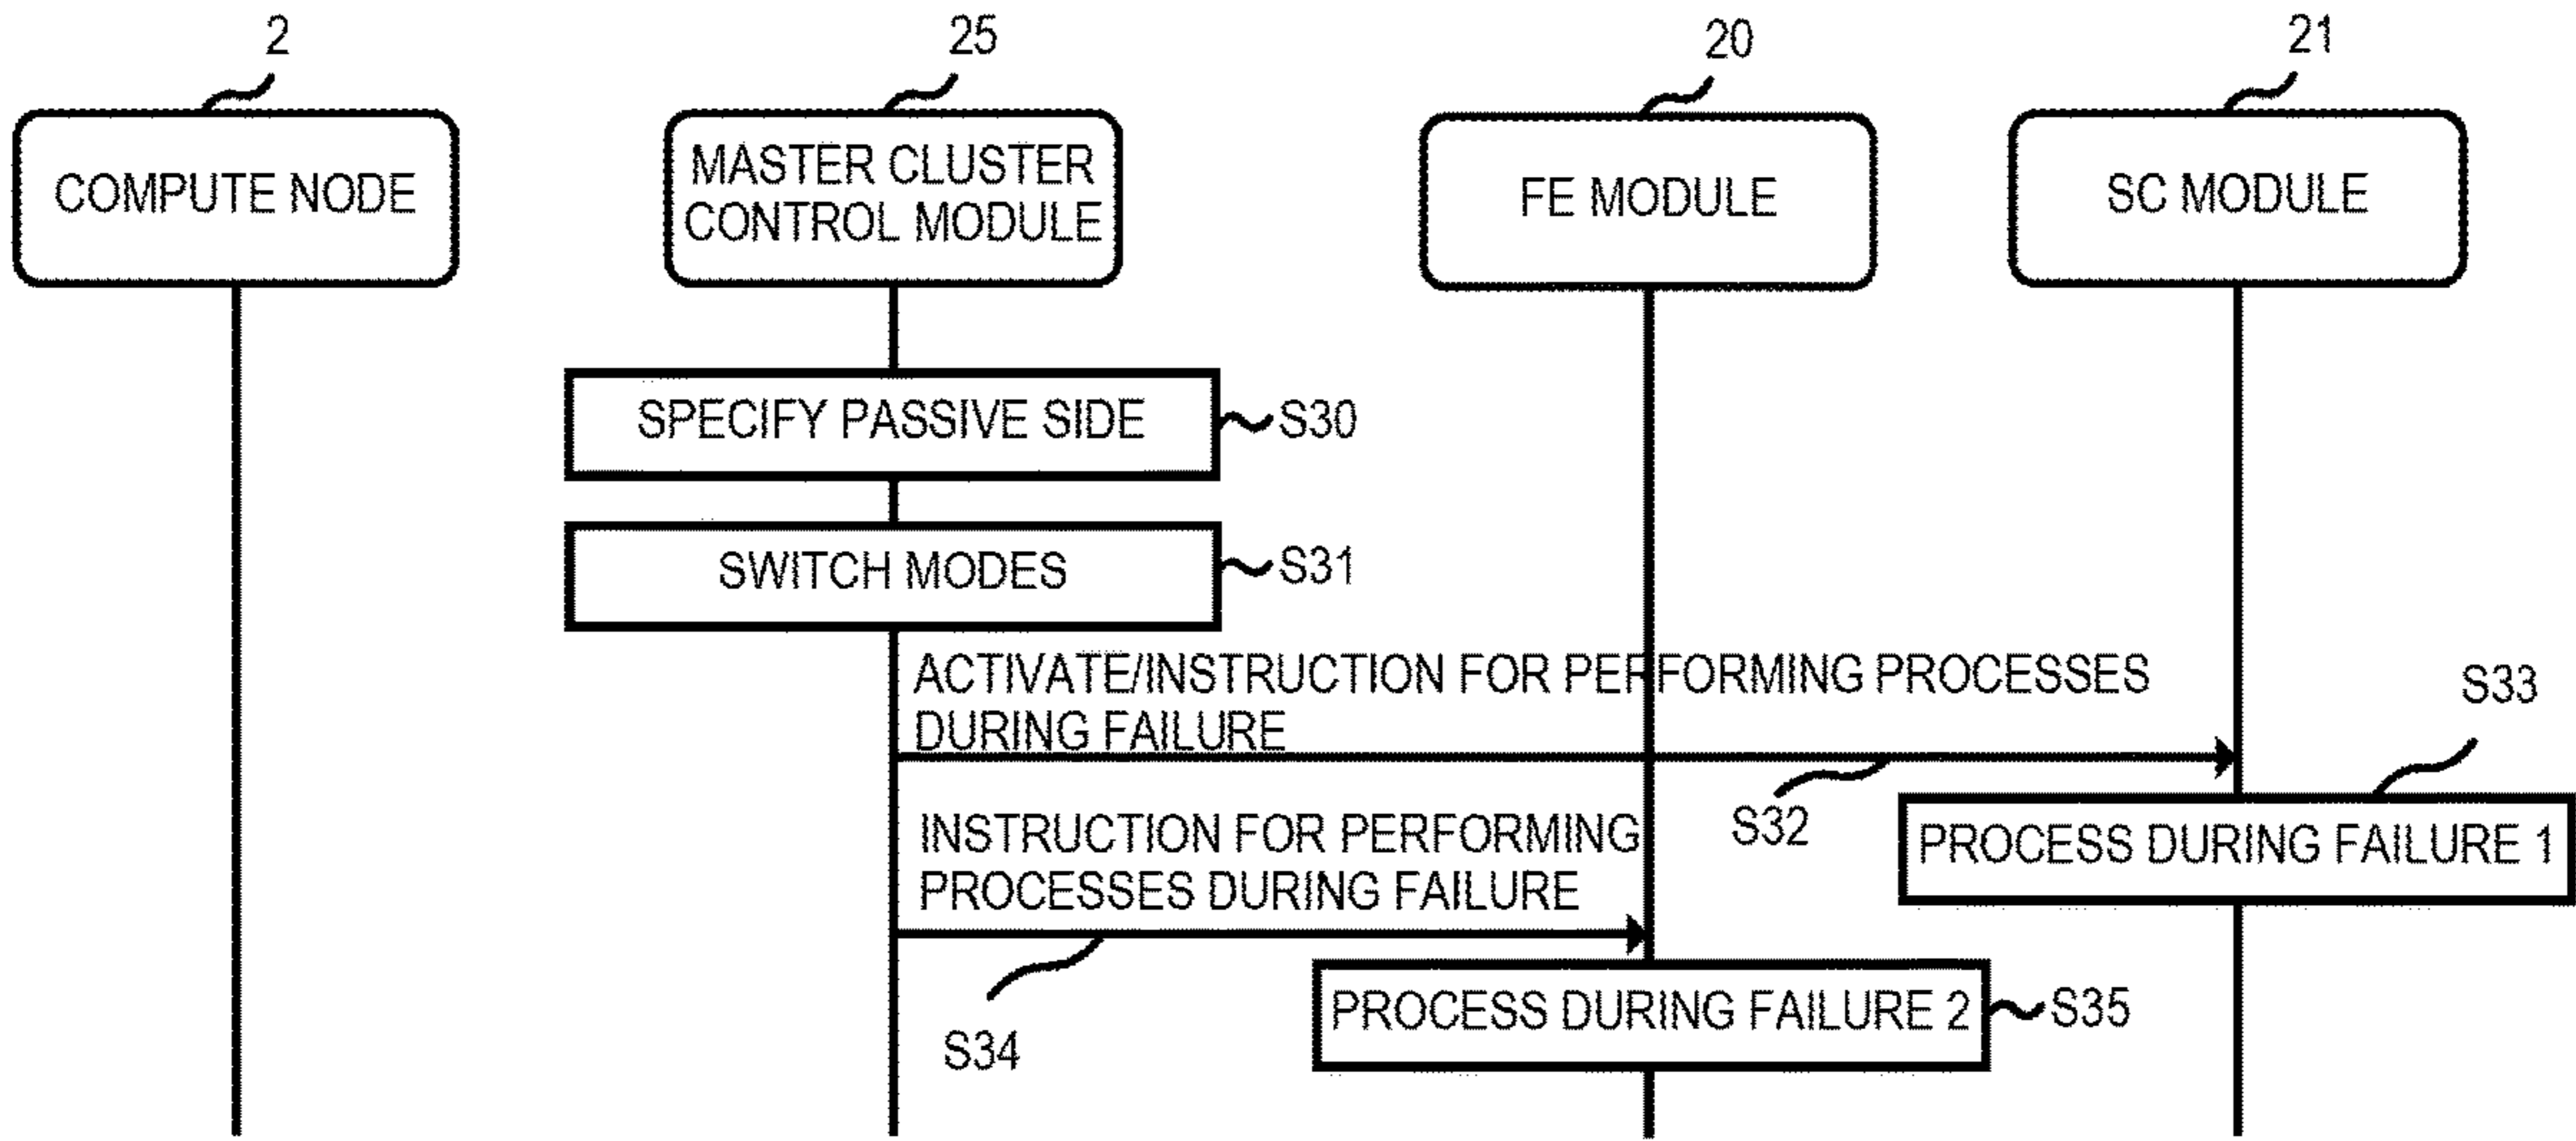 2
25
20
21
COMPUTE NODE
MASTER CLUSTER
CONTROL MODULE
FE MODULE
SC MODULE
SPECIFY PASSIVE SIDE
S30
SWITCH MODES
S31
ACTIVATE/INSTRUCTION FOR PERFORMING PROCESSES
DURING FAILURE
S33
S32
INSTRUCTION FOR PERFORMING
PROCESSES DURING FAILURE
PROCESS DURING FAILURE 1
S34
PROCESS DURING FAILURE 2
S35